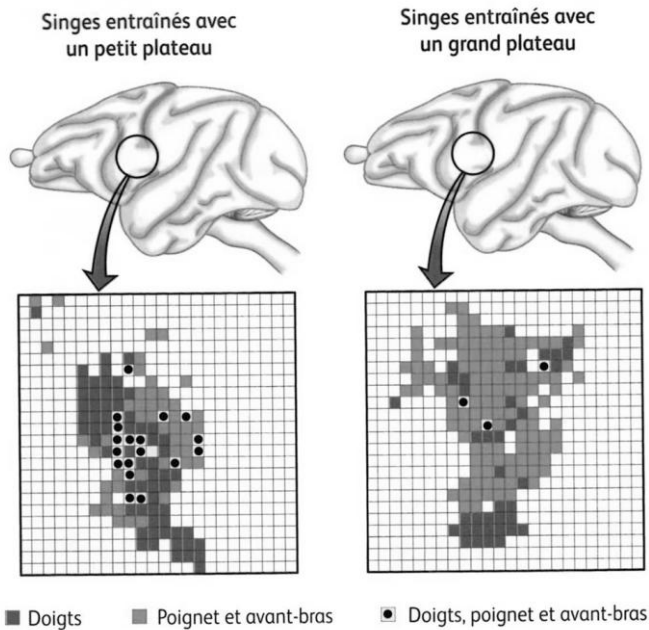 Singes entraînés avec
un petit plateau
Singes entraînés avec
un grand plateau
Doigts
Poignet et avant-bras
Doigts, poignet et avant-bras